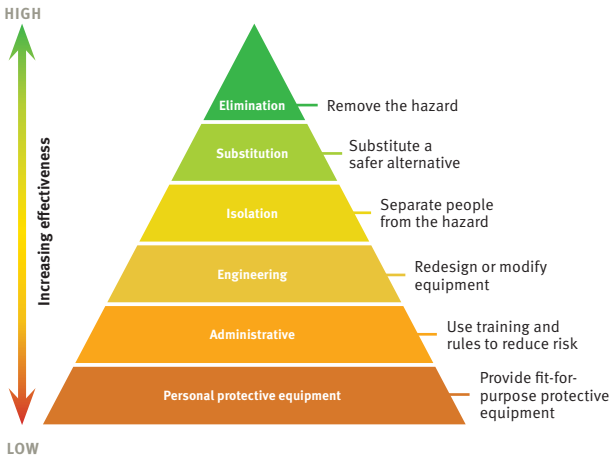 HIGH
Increasing effectiveness
Elimination
Remove the hazard
Substitution
Substitute a
safer alternative
Isolation
Separate people
from the hazard
Engineering
Redesign or modify
equipment
Administrative
Use training and
rules to reduce risk
Personal protective equipment
Provide fit-for-
purpose protective
equipment
LOW